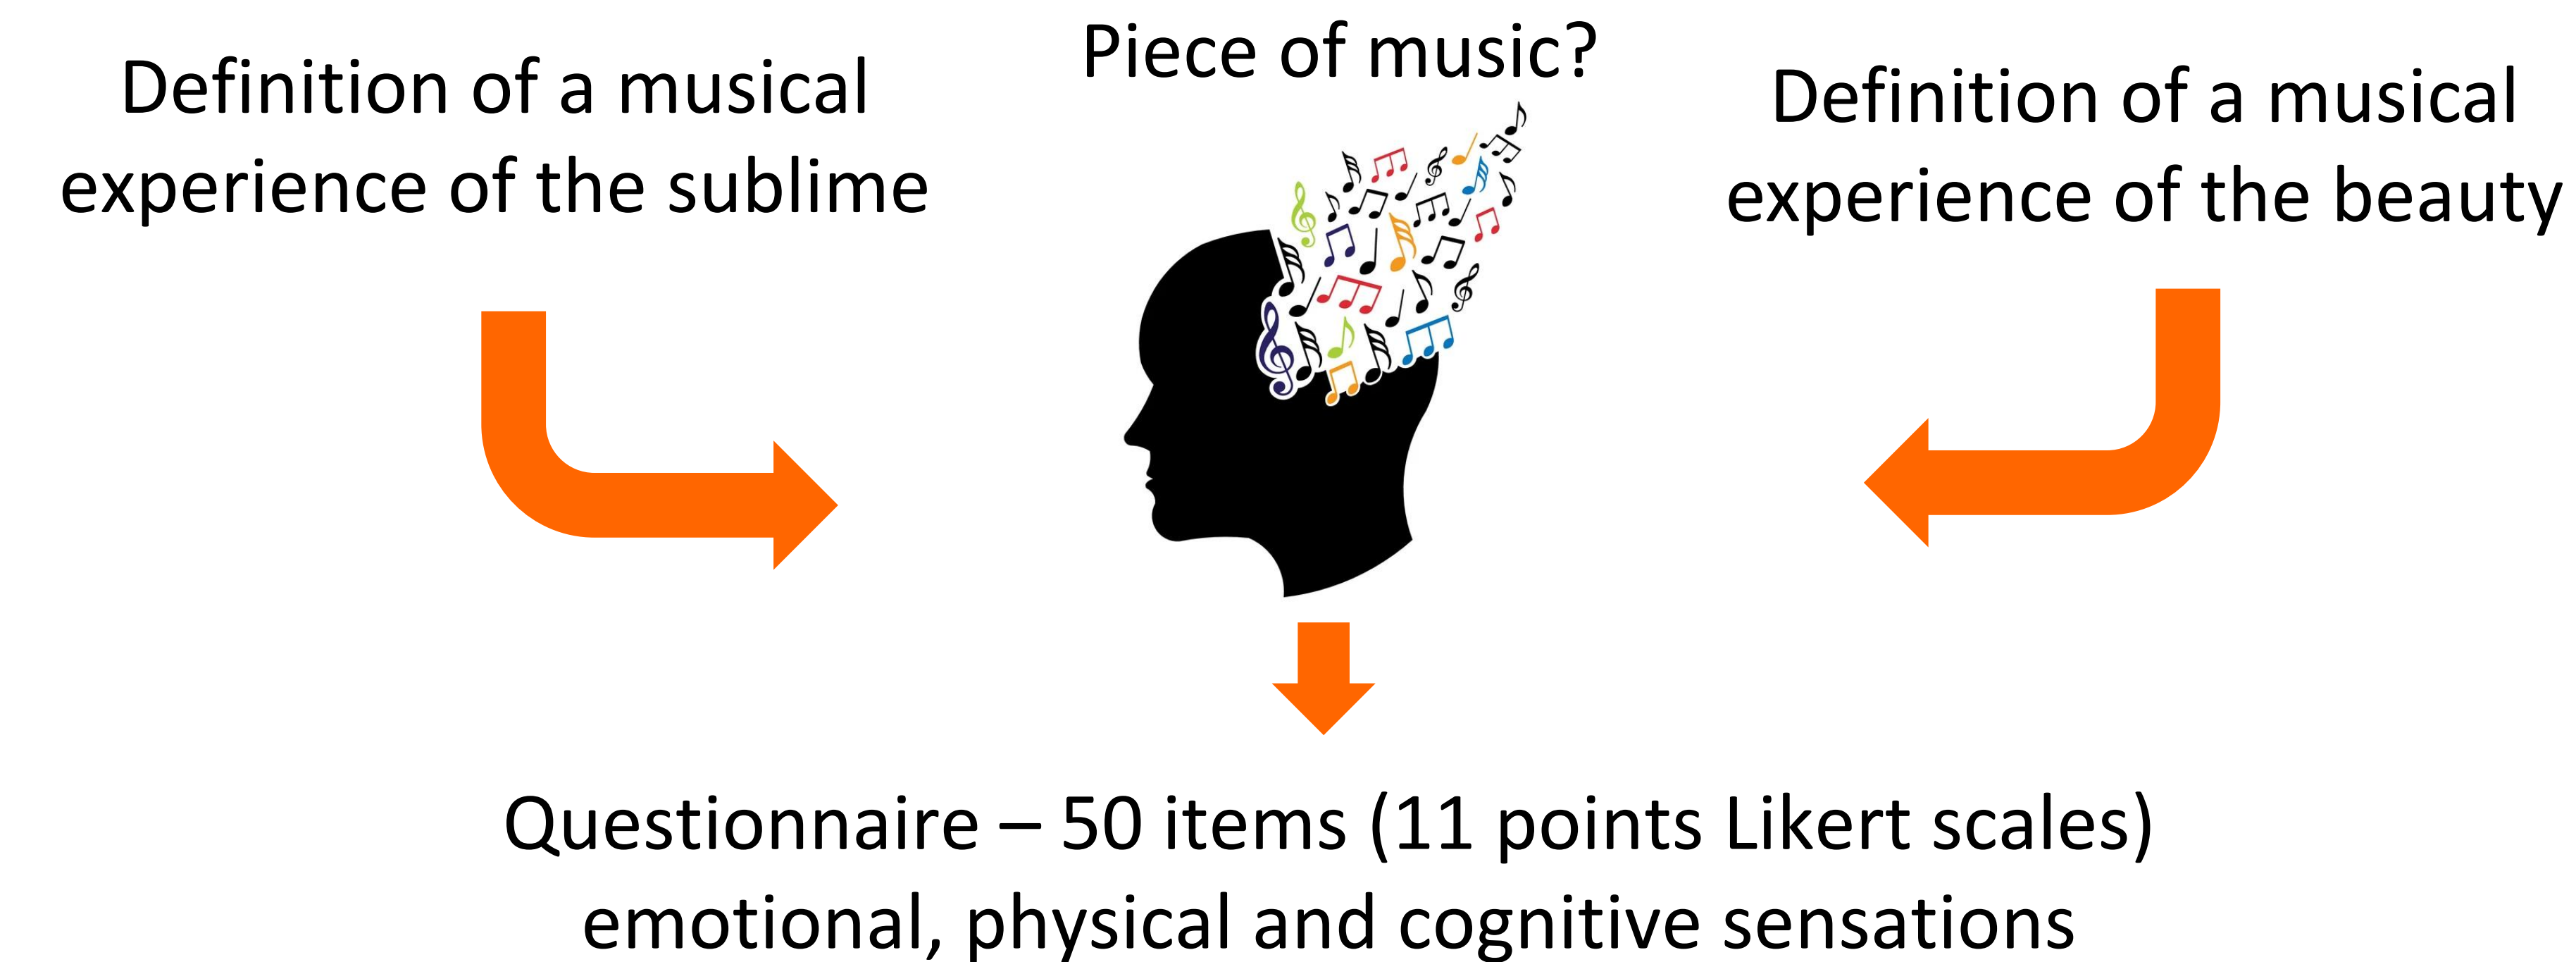 Definition of a musical
experience of the sublime
Piece of music?
Definition of a musical
experience of the beauty
Questionnaire – 50 items (11 points Likert scales)
emotional, physical and cognitive sensations